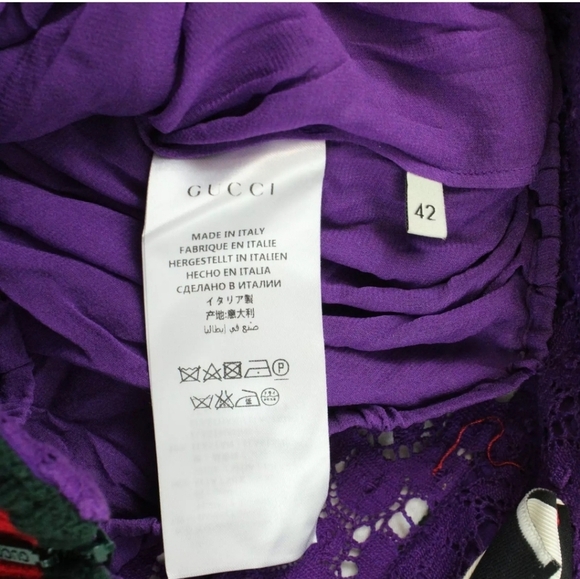 GUCCI
42
MADE IN ITALY
FABRIQUE EN ITALIE
HERGESTELLT IN ITALIEN
HECHO EN ITALIA
СДЕЛАНО В ИТАЛИИ
イタリア製
产地:意大利
صنع في إيطاليا
P